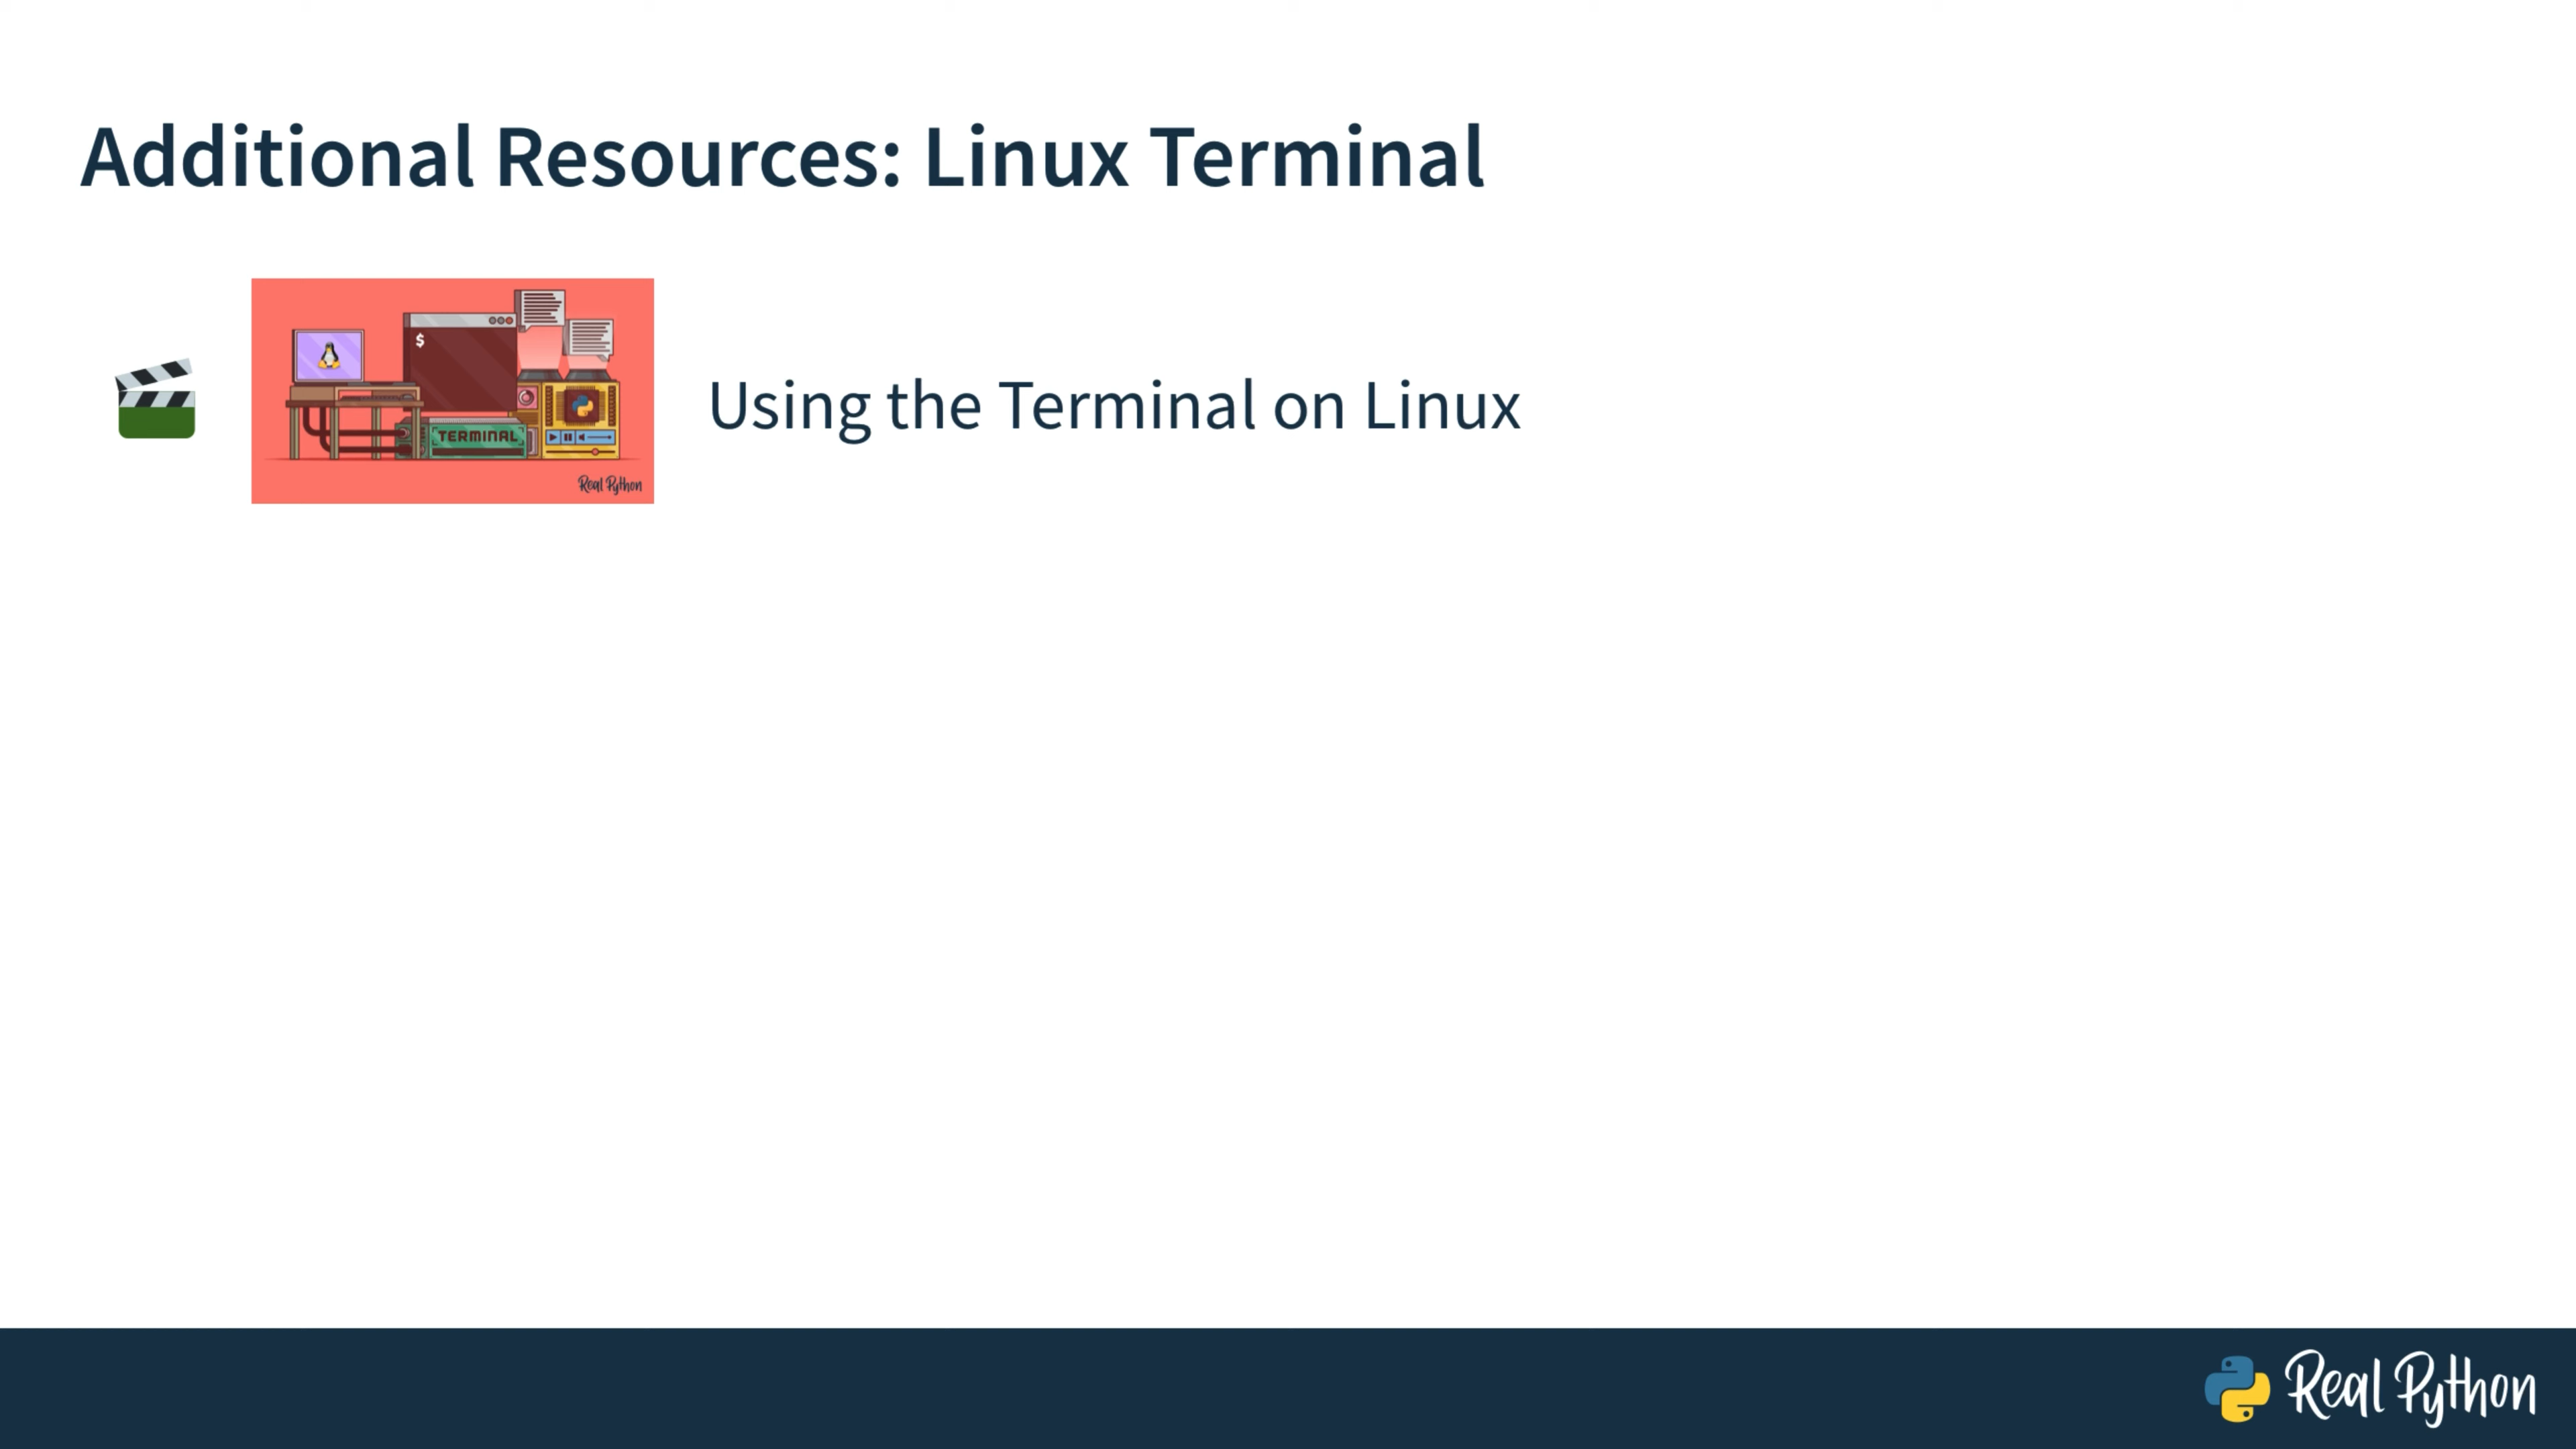 Additional Resources: Linux Terminal
$
TERMINAL
Real Python
Using the Terminal on Linux
Real Python